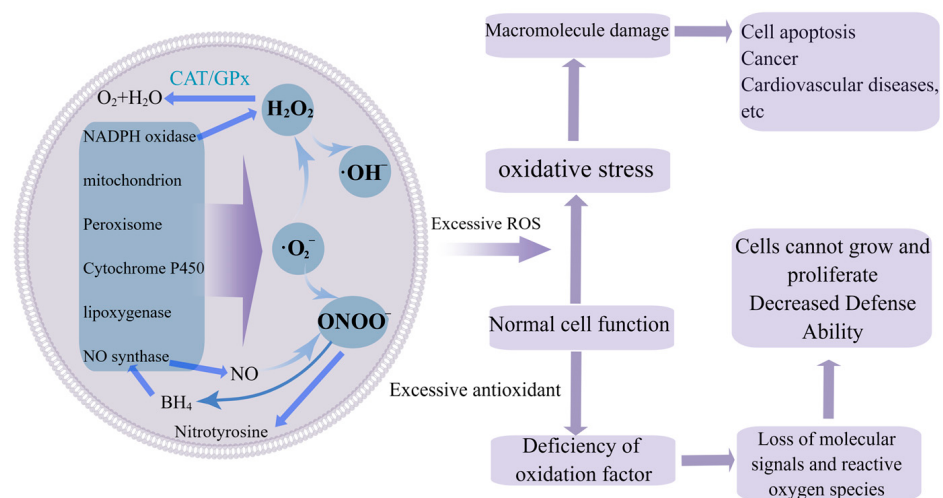 CAT/GPx
O₂+H₂O
H₂O₂
NADPH oxidase
·OH⁻
mitochondrion
Peroxisome
·O₂⁻
Cytochrome P450
lipoxygenase
ONOO⁻
NO synthase
NO
BH₄
Nitrotyrosine
Excessive ROS
Macromolecule damage
Cell apoptosis
Cancer
Cardiovascular diseases,
etc
oxidative stress
Normal cell function
Excessive antioxidant
Deficiency of
oxidation factor
Loss of molecular
signals and reactive
oxygen species
Cells cannot grow and
proliferate
Decreased Defense
Ability